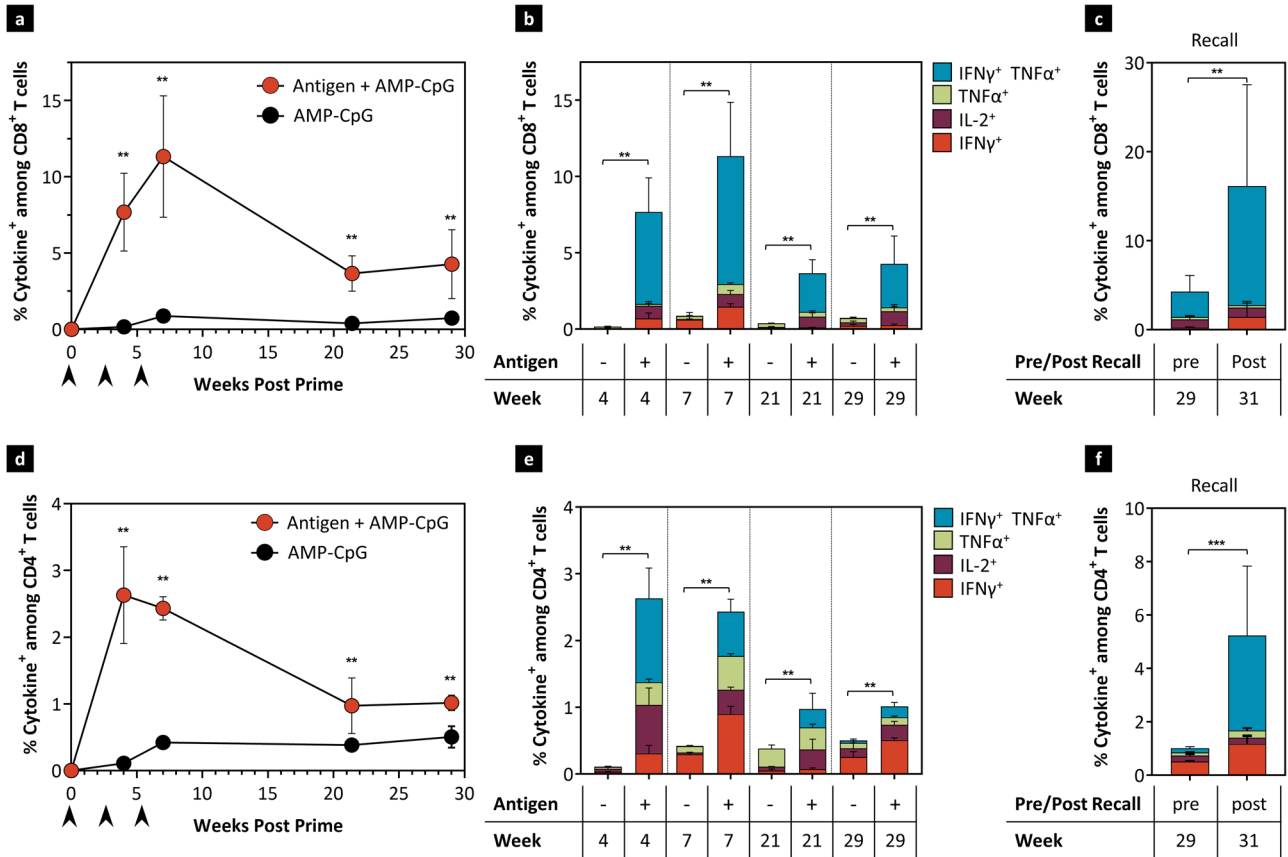 a
% Cytokine⁺ among CD8⁺ T cells
15
10
5
0
** ** ** **
Antigen + AMP-CpG
AMP-CpG
0 5 10 15 20 25 30
Weeks Post Prime
b
% Cytokine⁺ among CD8⁺ T cells
15
10
5
0
** ** ** **
IFNγ⁺ TNFα⁺
TNFα⁺
IL-2⁺
IFNγ⁺
Antigen - + - + - + - +
Week 4 4 7 7 21 21 29 29
c
Recall
% Cytokine⁺ among CD8⁺ T cells
30
20
10
0
**
Pre/Post Recall pre Post
Week 29 31
d
% Cytokine⁺ among CD4⁺ T cells
4
3
2
1
0
** ** ** **
Antigen + AMP-CpG
AMP-CpG
0 5 10 15 20 25 30
Weeks Post Prime
e
% Cytokine⁺ among CD4⁺ T cells
4
3
2
1
0
** ** ** **
IFNγ⁺ TNFα⁺
TNFα⁺
IL-2⁺
IFNγ⁺
Antigen - + - + - + - +
Week 4 4 7 7 21 21 29 29
f
Recall
% Cytokine⁺ among CD4⁺ T cells
10
8
6
4
2
0
***
Pre/Post Recall pre post
Week 29 31